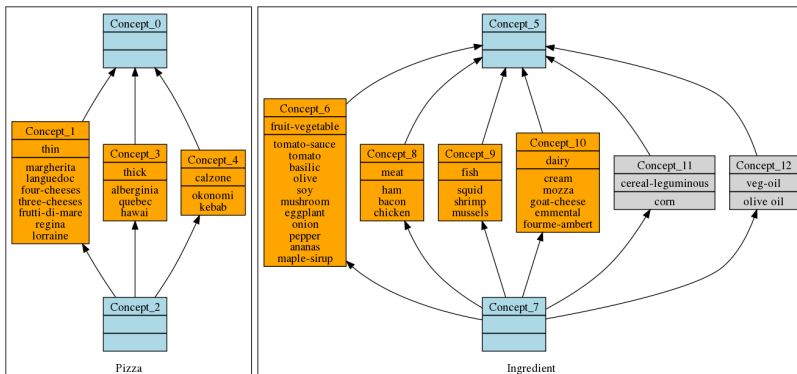 Concept_0
Concept_1
thin
margherita
languedoc
four-cheeses
three-cheeses
frutti-di-mare
regina
lorraine
Concept_3
thick
alberginia
quebec
hawai
Concept_4
calzone
okonomi
kebab
Concept_2
Pizza
Concept_5
Concept_6
fruit-vegetable
tomato-sauce
tomato
basilic
olive
soy
mushroom
eggplant
onion
pepper
ananas
maple-sirup
Concept_8
meat
ham
bacon
chicken
Concept_9
fish
squid
shrimp
mussels
Concept_10
dairy
cream
mozza
goat-cheese
emmental
fourme-ambert
Concept_11
cereal-leguminous
corn
Concept_12
veg-oil
olive oil
Concept_7
Ingredient